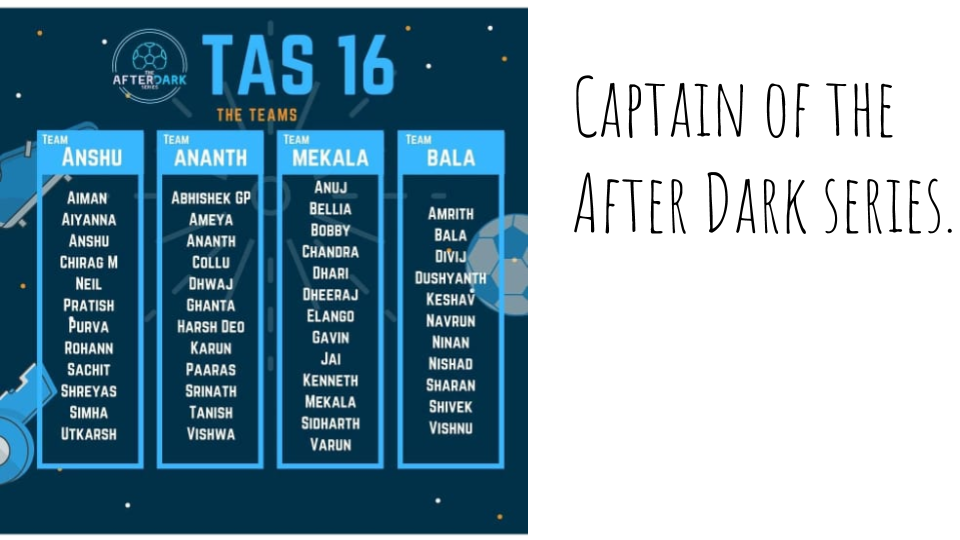 THE
AFTERDARK
SERIES
TAS 16
THE TEAMS
TEAM
ANSHU
AIMAN
AIYANNA
ANSHU
CHIRAG M
NEIL
PRATISH
PURVA
ROHANN
SACHIT
SHREYAS
SIMHA
UTKARSH
TEAM
ANANTH
ABHISHEK GP
AMEYA
ANANTH
COLLU
DHWAJ
GHANTA
HARSH DEO
KARUN
PAARAS
SRINATH
TANISH
VISHWA
TEAM
MEKALA
ANUJ
BELLIA
BOBBY
CHANDRA
DHARI
DHEERAJ
ELANGO
GAVIN
JAI
KENNETH
MEKALA
SIDHARTH
VARUN
TEAM
BALA
AMRITH
BALA
DIVIJ
DUSHYANTH
KESHAV
NAVRUN
NINAN
NISHAD
SHARAN
SHIVEK
VISHNU
CAPTAIN OF THE
AFTER DARK SERIES.